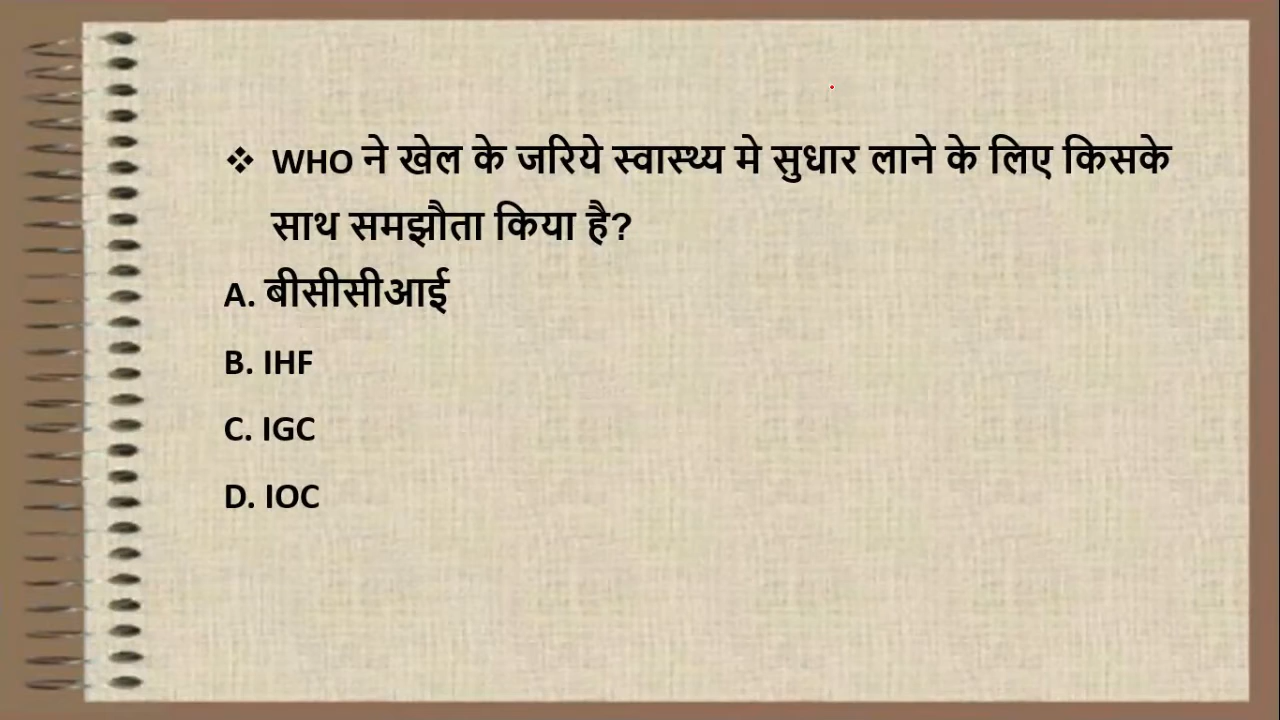 ❖ WHO ने खेल के जरिये स्वास्थ्य मे सुधार लाने के लिए किसके
साथ समझौता किया है?
A. बीसीसीआई
B. IHF
C. IGC
D. IOC